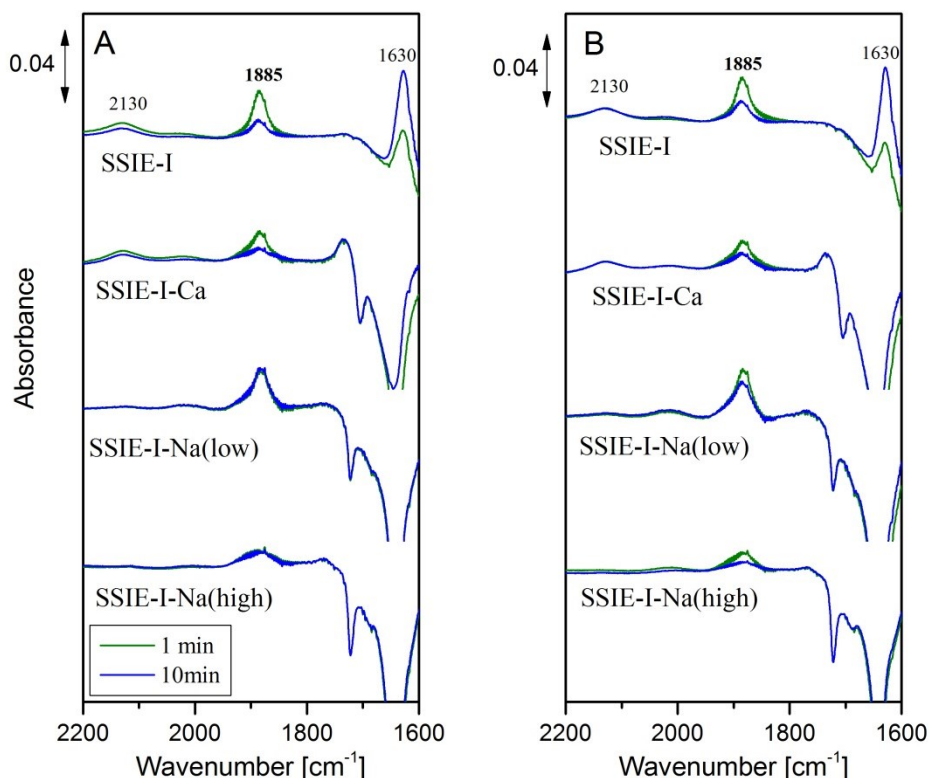 A
0.04
2130
1885
1630
SSIE-I
SSIE-I-Ca
SSIE-I-Na(low)
SSIE-I-Na(high)
1 min
10min
2200 2000 1800 1600
Wavenumber [cm⁻¹]
Absorbance
B
0.04
2130
1885
1630
SSIE-I
SSIE-I-Ca
SSIE-I-Na(low)
SSIE-I-Na(high)
2200 2000 1800 1600
Wavenumber [cm⁻¹]